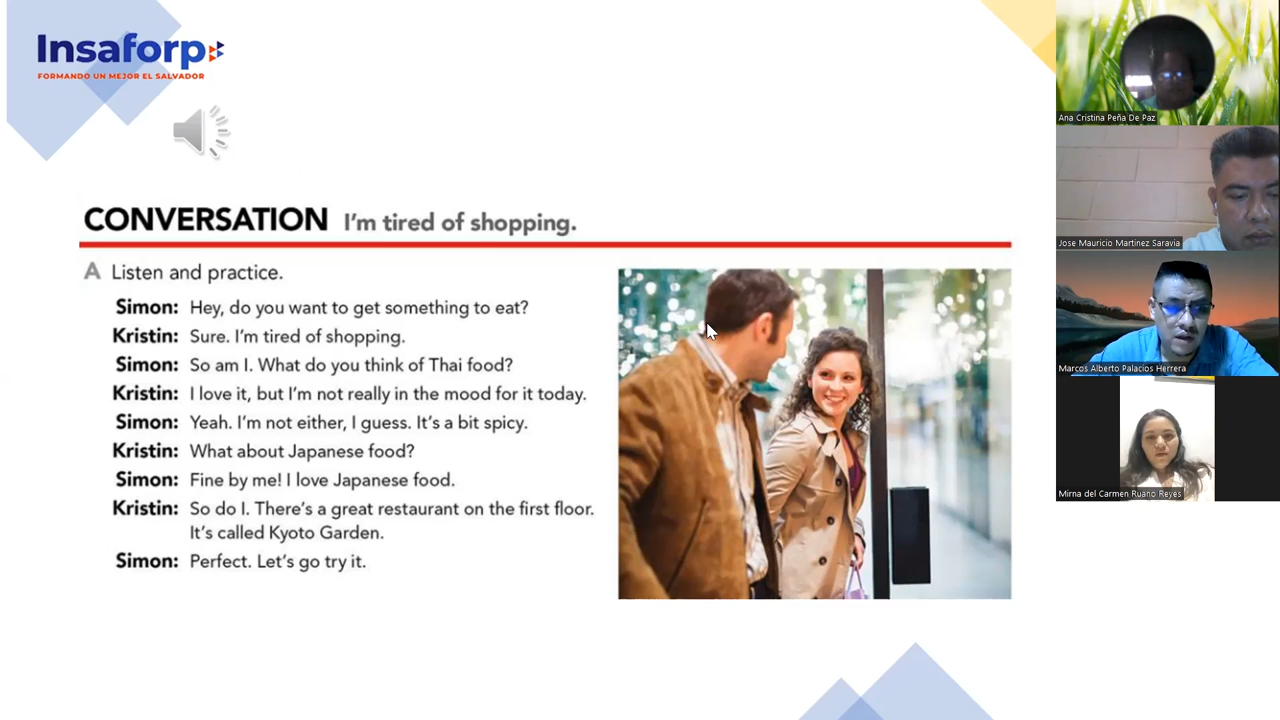 Insaforp
FORMANDO UN MEJOR EL SALVADOR
CONVERSATION I'm tired of shopping.
A Listen and practice.
Simon: Hey, do you want to get something to eat?
Kristin: Sure. I'm tired of shopping.
Simon: So am I. What do you think of Thai food?
Kristin: I love it, but I'm not really in the mood for it today.
Simon: Yeah. I'm not either, I guess. It's a bit spicy.
Kristin: What about Japanese food?
Simon: Fine by me! I love Japanese food.
Kristin: So do I. There's a great restaurant on the first floor.
It's called Kyoto Garden.
Simon: Perfect. Let's go try it.
Ana Cristina Peña De Paz
Jose Mauricio Martinez Saravia
Marcos Alberto Palacios Herrera
Mirna del Carmen Ruano Reyes